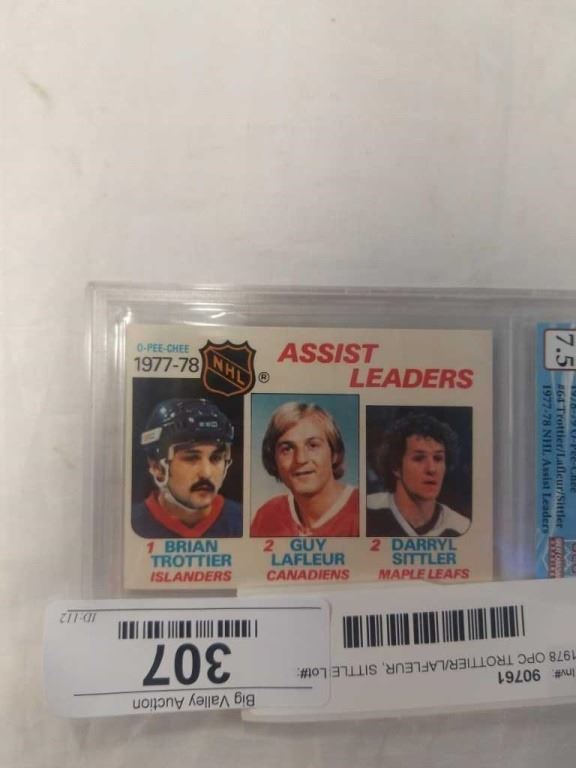 O-PEE-CHEE
1977-78
NHL
®
ASSIST
LEADERS
1 BRIAN
TROTTIER
ISLANDERS
2 GUY
LAFLEUR
CANADIENS
2 DARRYL
SITTLER
MAPLE LEAFS
7.5
#64 Trottier/Lafleur/Sittler
1977-78 NHL Assist Leaders
Big Valley Auction
307
ID-112
Inv#: 90761
1978 OPC TROTTIER/LAFLEUR, SITTLE
Lot#: